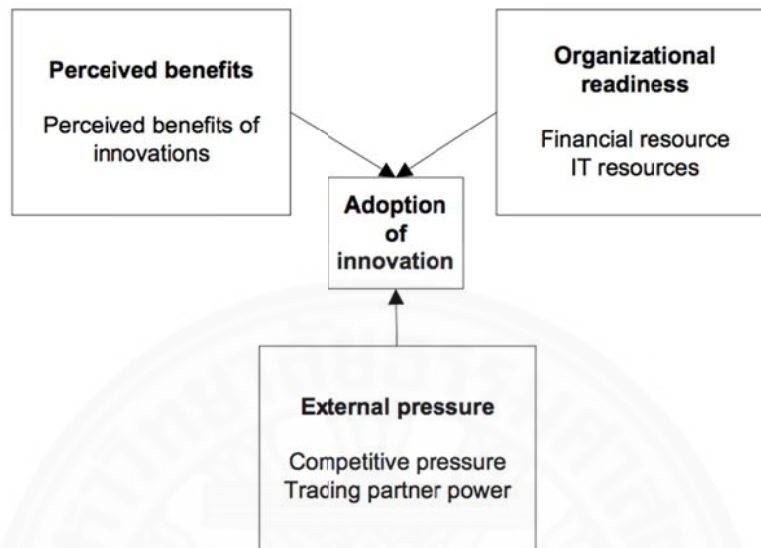 Perceived benefits
Perceived benefits of
innovations
Organizational
readiness
Financial resource
IT resources
Adoption
of
innovation
External pressure
Competitive pressure
Trading partner power